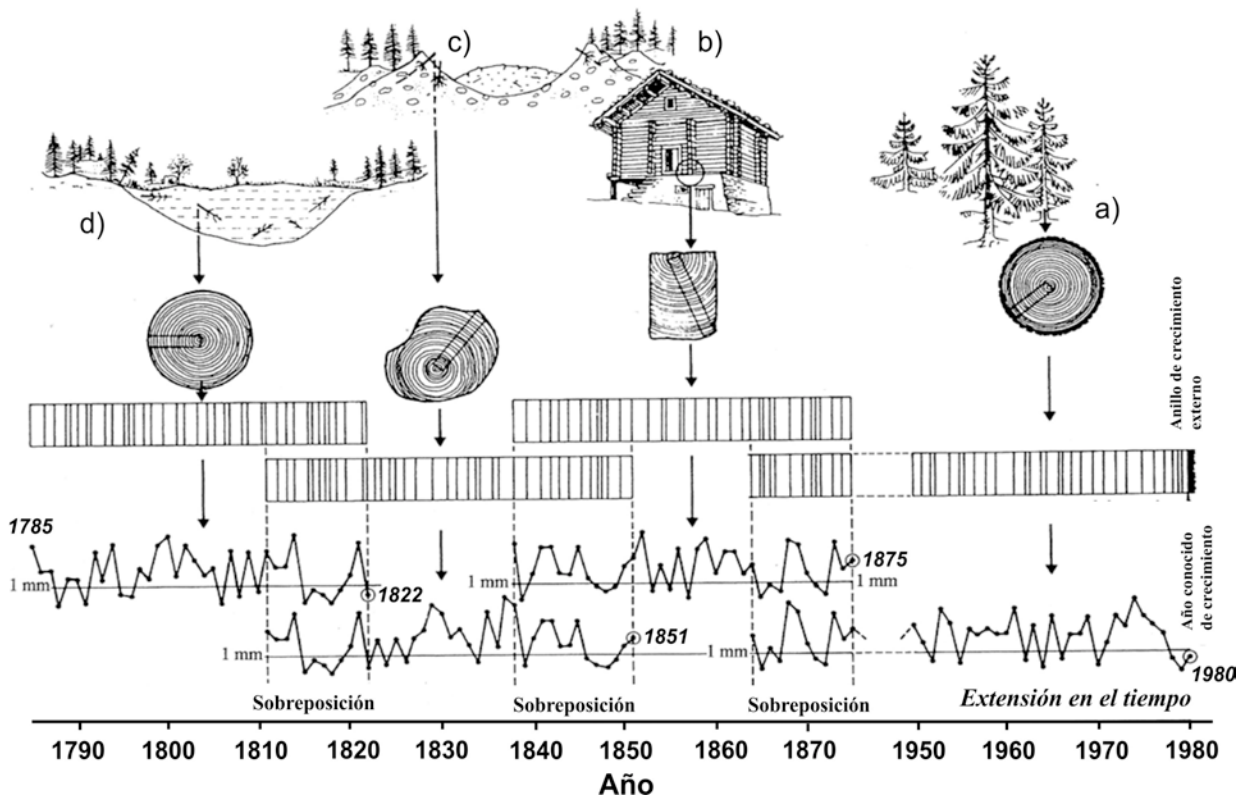 c)
b)
a)
d)
Anillo de crecimiento
externo
1785
1 mm
1822
1 mm
1875
1 mm
1 mm
1851
1 mm
Año conocido
de crecimiento
1980
Sobreposición
Sobreposición
Sobreposición
Extensión en el tiempo
1790 1800 1810 1820 1830 1840 1850 1860 1870 1950 1960 1970 1980
Año